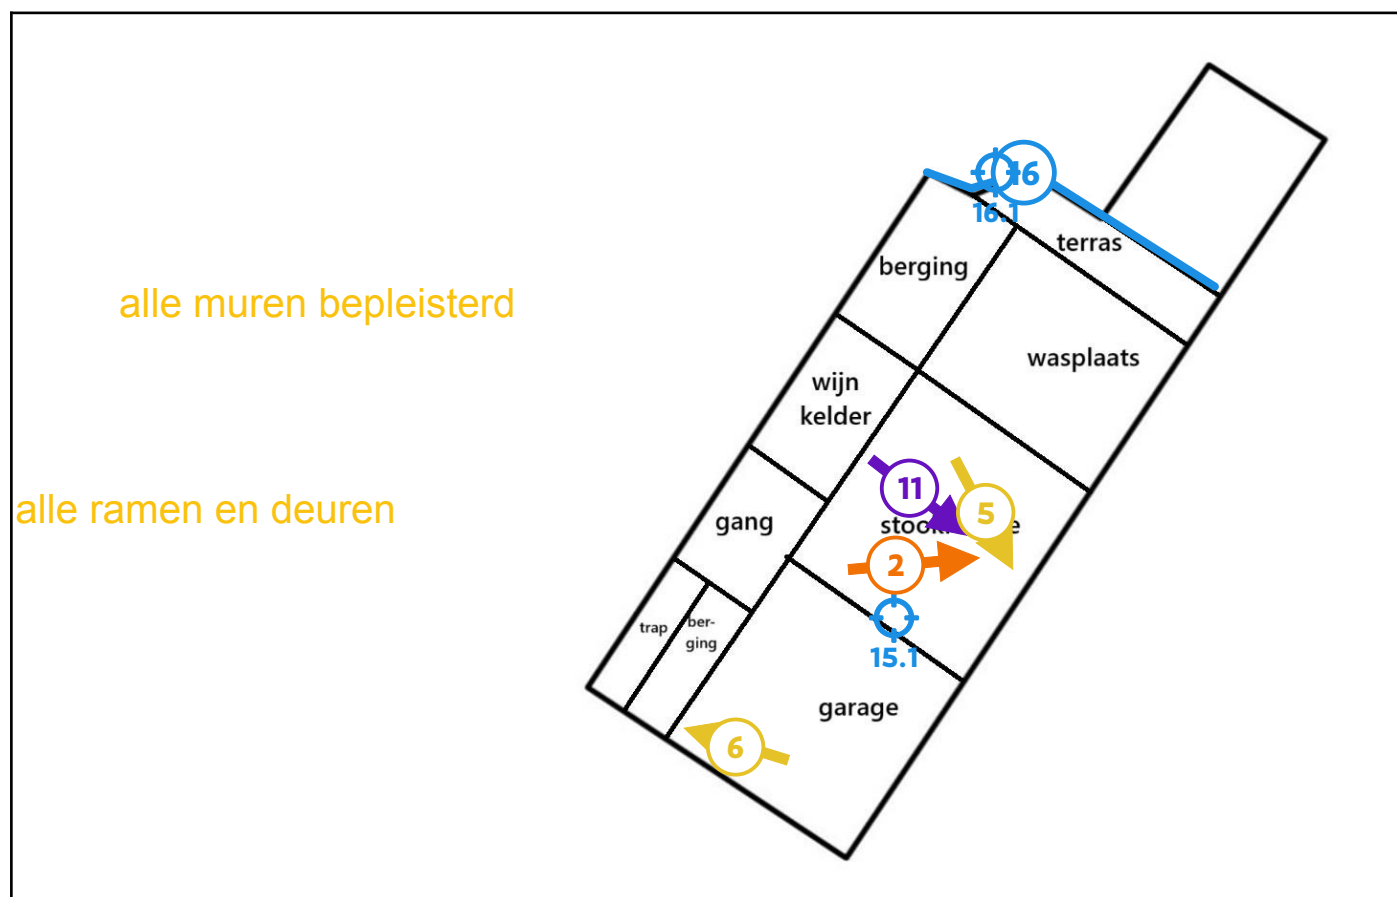 16
16.1
terras
berging
alle muren bepleisterd
wasplaats
wijn
kelder
11
5
alle ramen en deuren
gang
2
trap
ber-
ging
15.1
garage
6